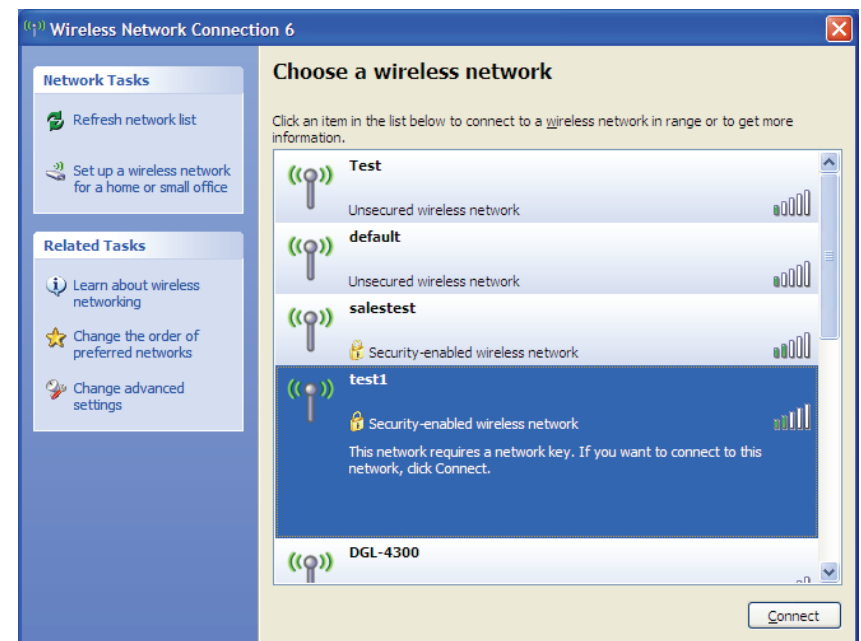 Wireless Network Connection 6
Network Tasks
Refresh network list
Set up a wireless network
for a home or small office
Related Tasks
Learn about wireless
networking
Change the order of
preferred networks
Change advanced
settings
Choose a wireless network
Click an item in the list below to connect to a wireless network in range or to get more
information.
Test
Unsecured wireless network
default
Unsecured wireless network
salestest
Security-enabled wireless network
test1
Security-enabled wireless network
This network requires a network key. If you want to connect to this
network, click Connect.
DGL-4300
Connect